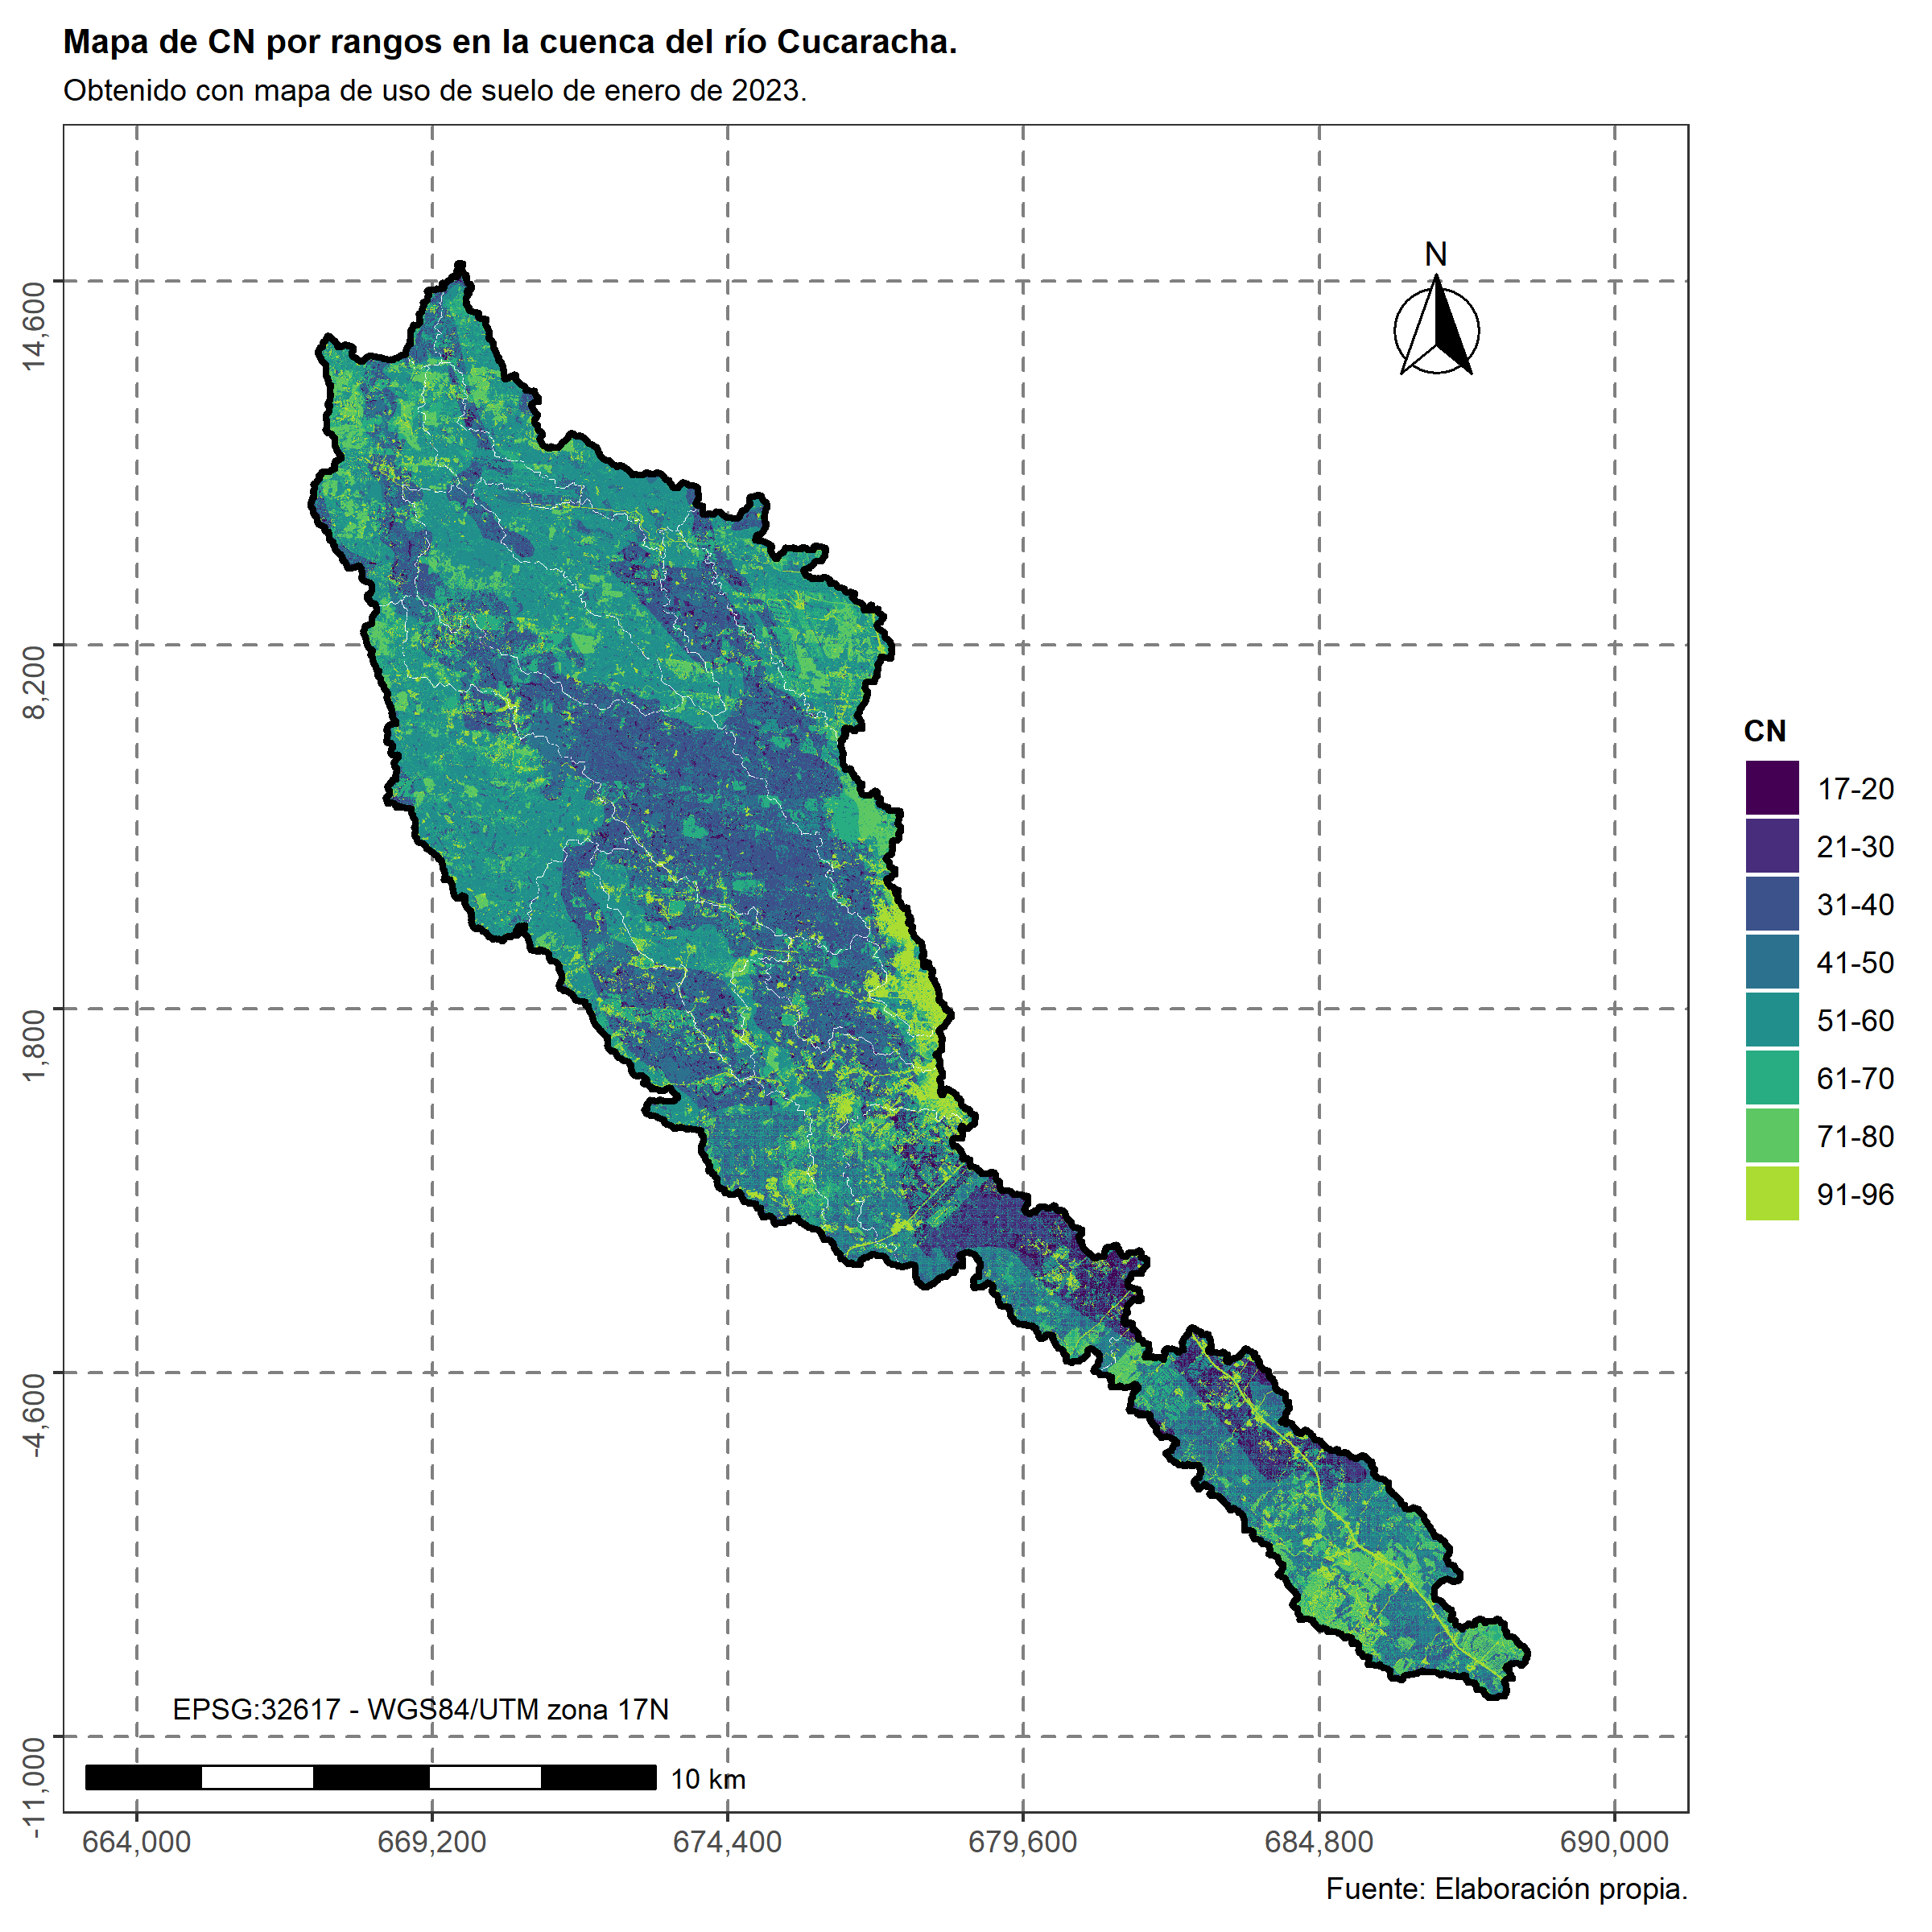 Mapa de CN por rangos en la cuenca del río Cucaracha.
Obtenido con mapa de uso de suelo de enero de 2023.
N
14,600
8,200
1,800
-4,600
-11,000
CN
17-20
21-30
31-40
41-50
51-60
61-70
71-80
91-96
EPSG:32617 - WGS84/UTM zona 17N
10 km
664,000
669,200
674,400
679,600
684,800
690,000
Fuente: Elaboración propia.